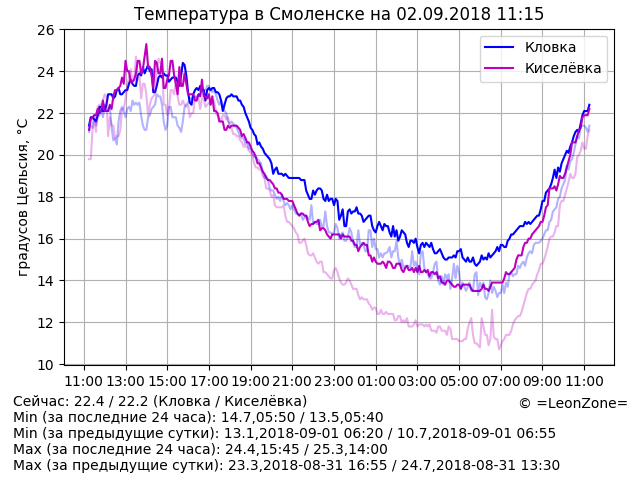 Температура в Смоленске на 02.09.2018 11:15
26
24
22
20
18
16
14
12
10
градусов Цельсия, °C
Кловка
Киселёвка
11:00 13:00 15:00 17:00 19:00 21:00 23:00 01:00 03:00 05:00 07:00 09:00 11:00
Сейчас: 22.4 / 22.2 (Кловка / Киселёвка)
© =LeonZone=
Min (за последние 24 часа): 14.7,05:50 / 13.5,05:40
Min (за предыдущие сутки): 13.1,2018-09-01 06:20 / 10.7,2018-09-01 06:55
Max (за последние 24 часа): 24.4,15:45 / 25.3,14:00
Max (за предыдущие сутки): 23.3,2018-08-31 16:55 / 24.7,2018-08-31 13:30